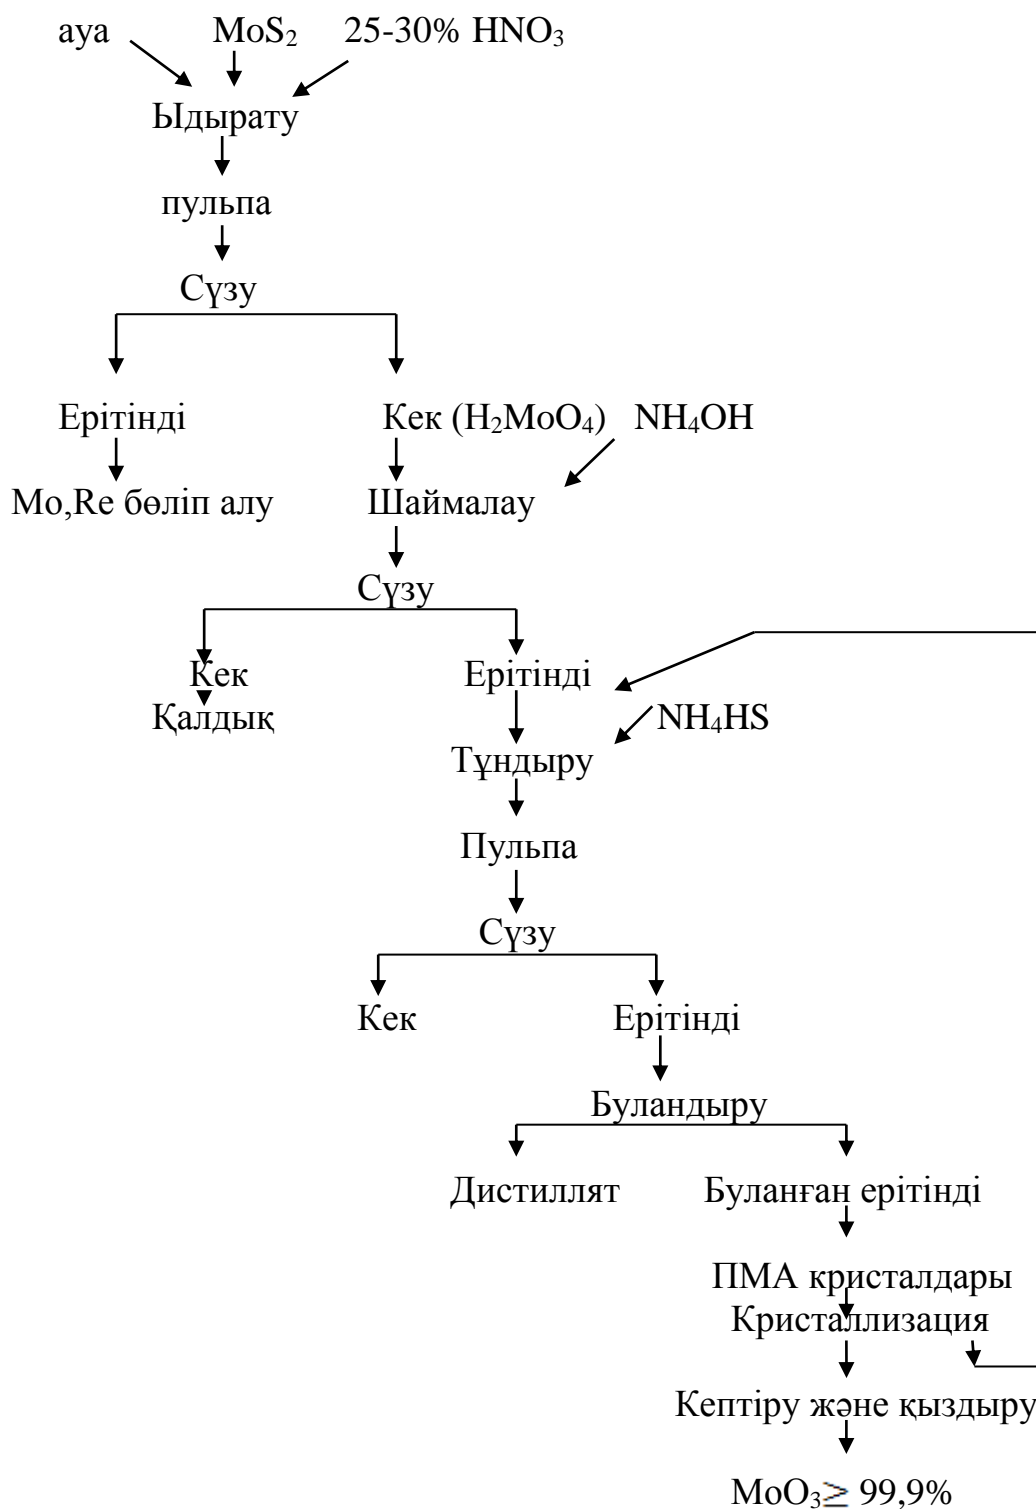 ауа MoS₂ 25-30% HNO₃
Ыдырату
пульпа
Сүзу
Ерітінді Кек (H₂MoO₄) NH₄OH
Mo,Re бөліп алу Шаймалау
Сүзу
Кек Ерітінді
Қалдық NH₄HS
Тұндыру
Пульпа
Сүзу
Кек Ерітінді
Буландыру
Дистиллят Буланған ерітінді
ПМА кристалдары
Кристаллизация
Кептіру және қыздыру
MoO₃≥ 99,9%